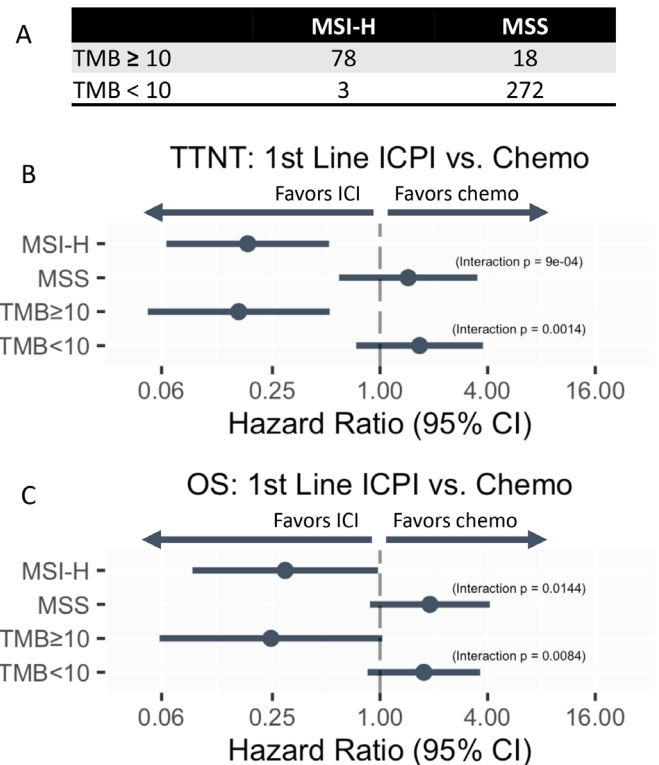 A
MSI-H MSS
TMB ≥ 10 78 18
TMB < 10 3 272
B
TTNT: 1st Line ICPI vs. Chemo
Favors ICI Favors chemo
MSI-H
(Interaction p = 9e-04)
MSS
TMB≥10
(Interaction p = 0.0014)
TMB<10
0.06 0.25 1.00 4.00 16.00
Hazard Ratio (95% CI)
C
OS: 1st Line ICPI vs. Chemo
Favors ICI Favors chemo
MSI-H
(Interaction p = 0.0144)
MSS
TMB≥10
(Interaction p = 0.0084)
TMB<10
0.06 0.25 1.00 4.00 16.00
Hazard Ratio (95% CI)